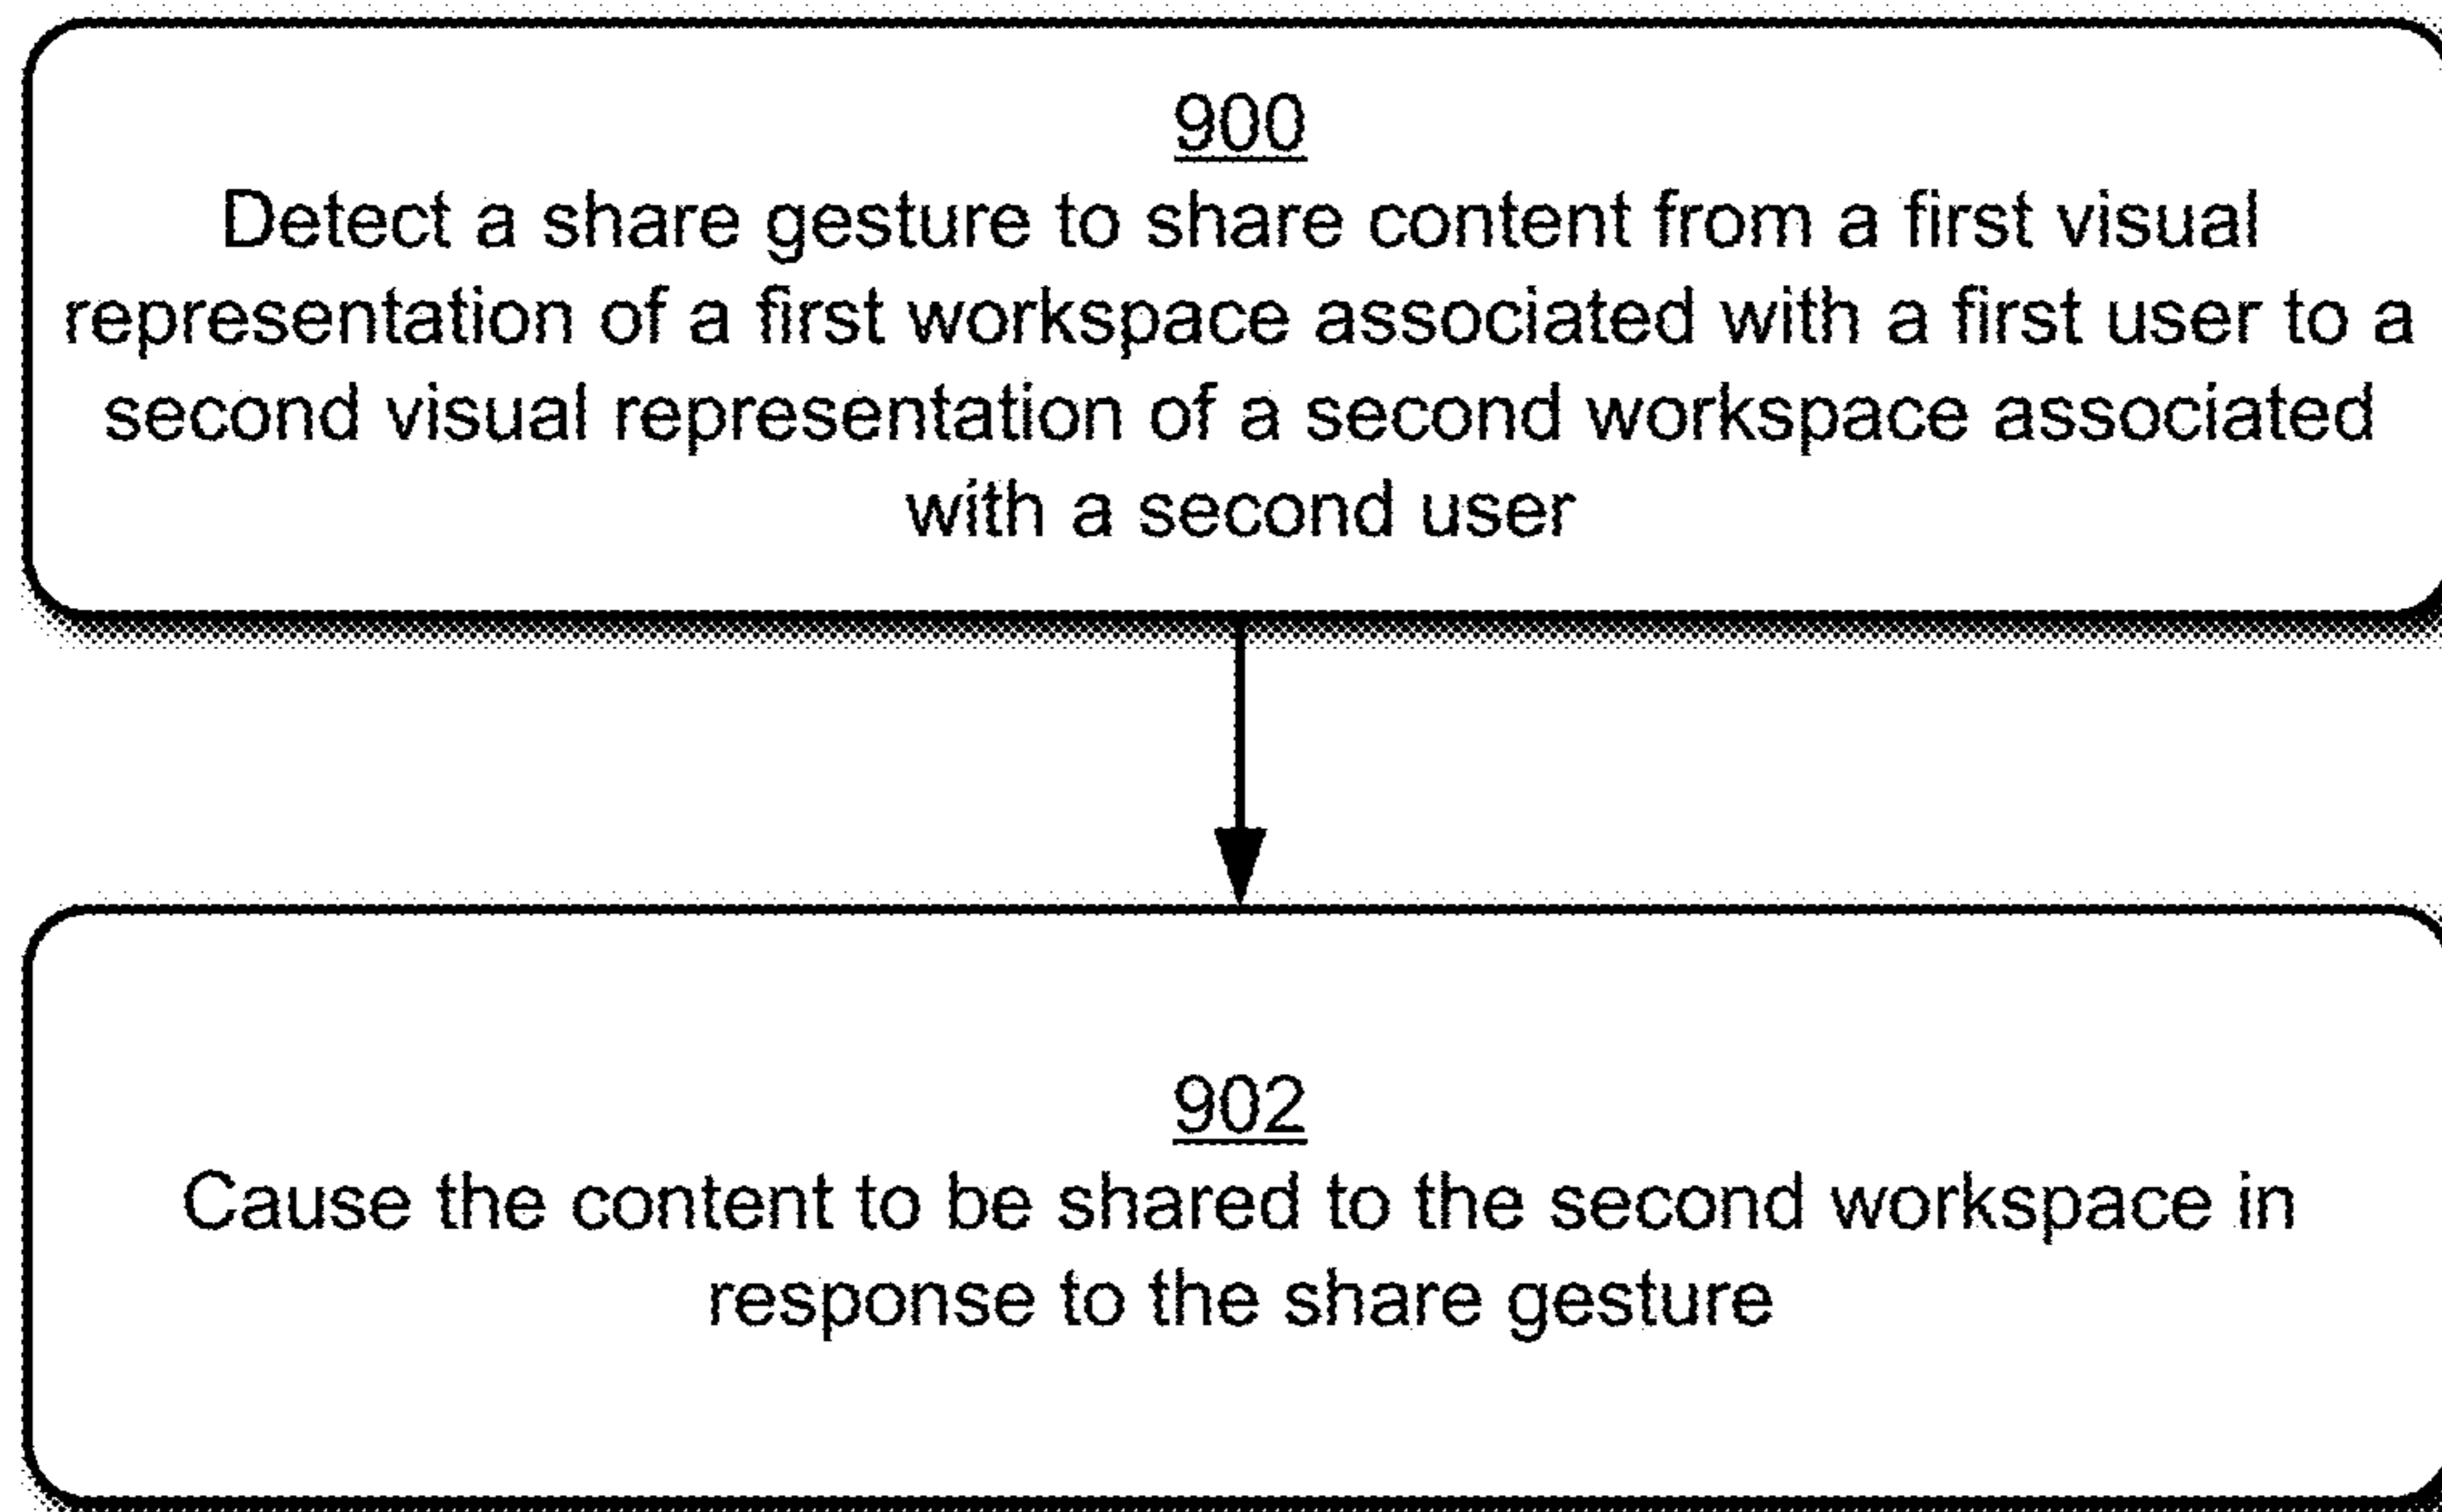 900
Detect a share gesture to share content from a first visual
representation of a first workspace associated with a first user to a
second visual representation of a second workspace associated
with a second user
902
Cause the content to be shared to the second workspace in
response to the share gesture